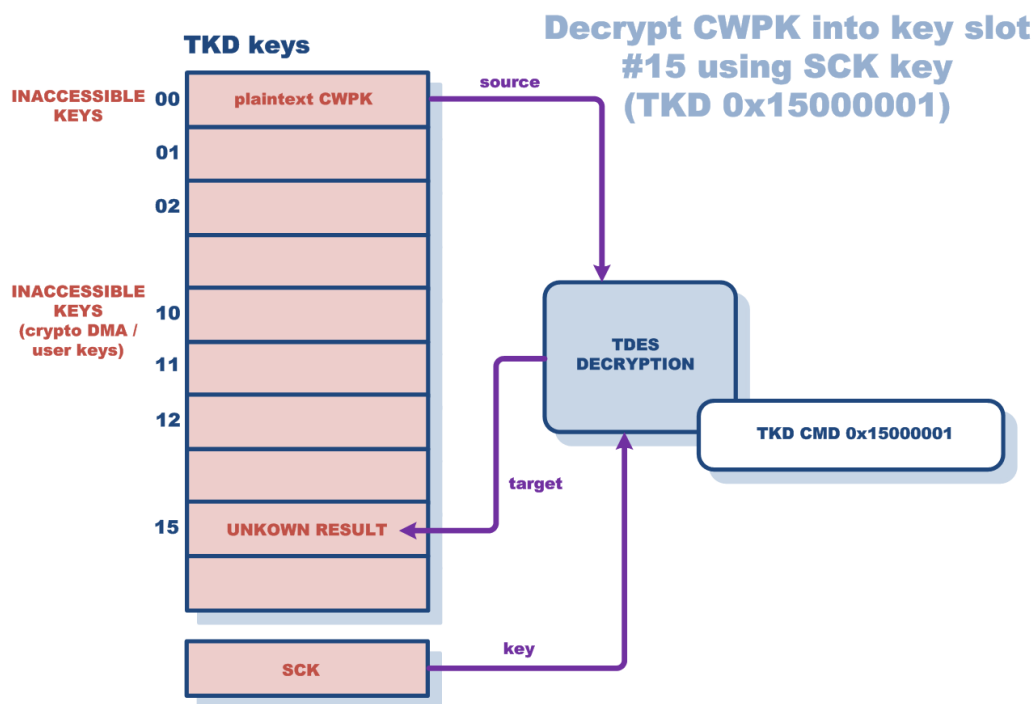 Decrypt CWPK into key slot
#15 using SCK key
(TKD 0x15000001)
TKD keys
INACCESSIBLE
KEYS
00
plaintext CWPK
source
01
02
INACCESSIBLE
KEYS
(crypto DMA /
user keys)
10
11
12
TDES
DECRYPTION
TKD CMD 0x15000001
target
15
UNKOWN RESULT
key
SCK